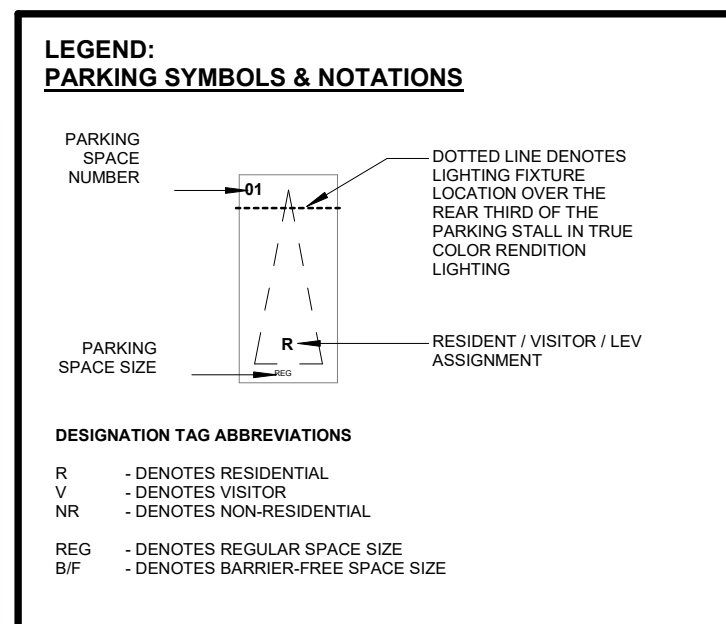 LEGEND:
PARKING SYMBOLS & NOTATIONS
PARKING
SPACE
NUMBER
01
DOTTED LINE DENOTES
LIGHTING FIXTURE
LOCATION OVER THE
REAR THIRD OF THE
PARKING STALL IN TRUE
COLOR RENDITION
LIGHTING
R
RESIDENT / VISITOR / LEV
ASSIGNMENT
PARKING
SPACE SIZE
REG
DESIGNATION TAG ABBREVIATIONS
R - DENOTES RESIDENTIAL
V - DENOTES VISITOR
NR - DENOTES NON-RESIDENTIAL
REG - DENOTES REGULAR SPACE SIZE
B/F - DENOTES BARRIER-FREE SPACE SIZE